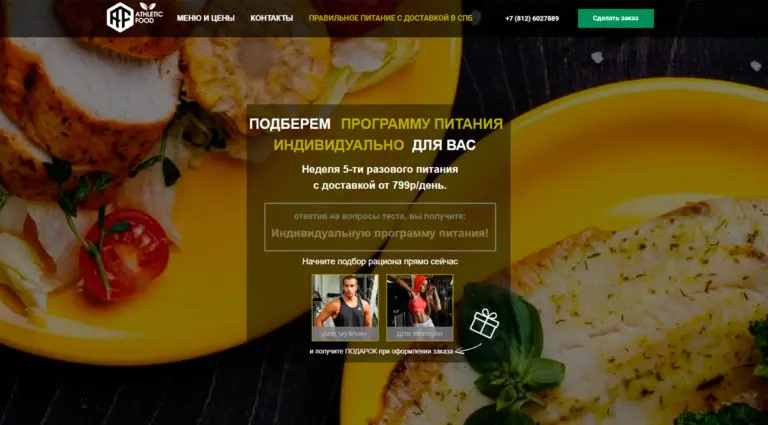 ATHLETIC
FOOD
МЕНЮ И ЦЕНЫ
КОНТАКТЫ
ПРАВИЛЬНОЕ ПИТАНИЕ С ДОСТАВКОЙ В СПБ
+7 (812) 6027889
Сделать заказ
ПОДБЕРЕМ ПРОГРАММУ ПИТАНИЯ
ИНДИВИДУАЛЬНО ДЛЯ ВАС
Неделя 5-ти разового питания
с доставкой от 799р/день.
ответив на вопросы теста, вы получите:
Индивидуальную программу питания!
Начните подбор рациона прямо сейчас
для мужчин
для женщин
и получите ПОДАРОК при оформлении заказа